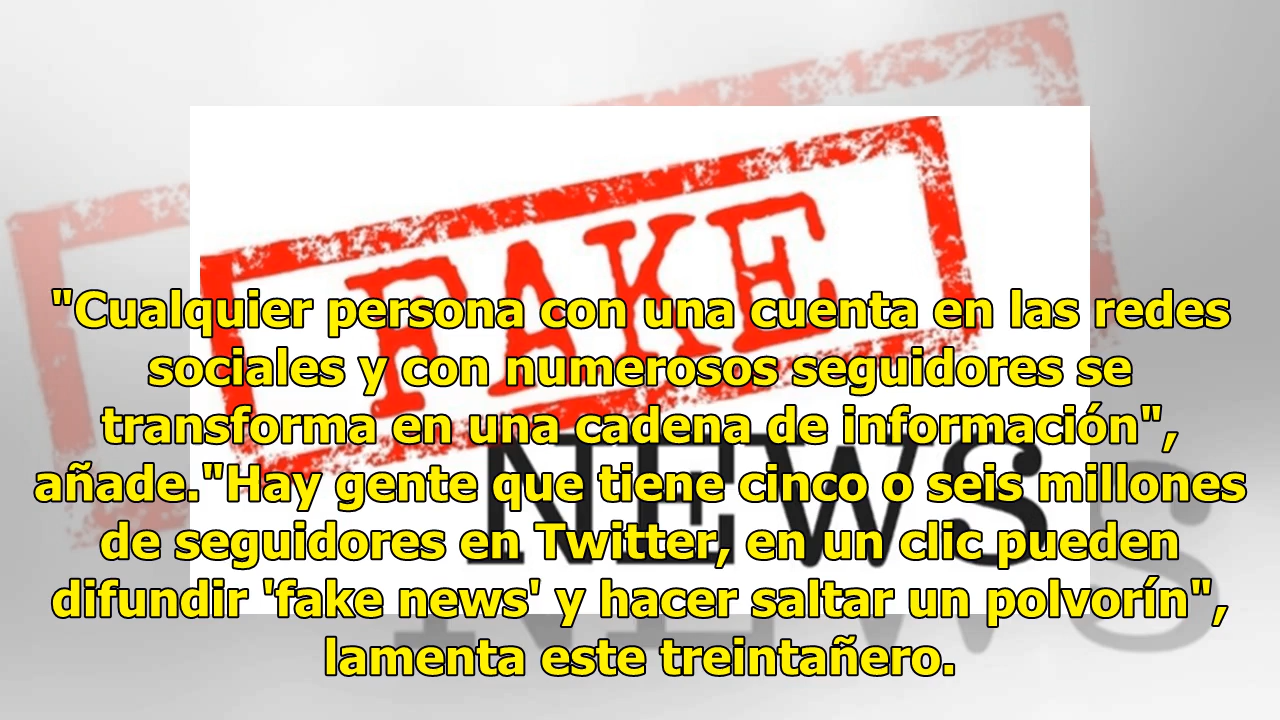 FAKE
NEWS
"Cualquier persona con una cuenta en las redes
sociales y con numerosos seguidores se
transforma en una cadena de información",
añade."Hay gente que tiene cinco o seis millones
de seguidores en Twitter, en un clic pueden
difundir 'fake news' y hacer saltar un polvorín",
lamenta este treintañero.